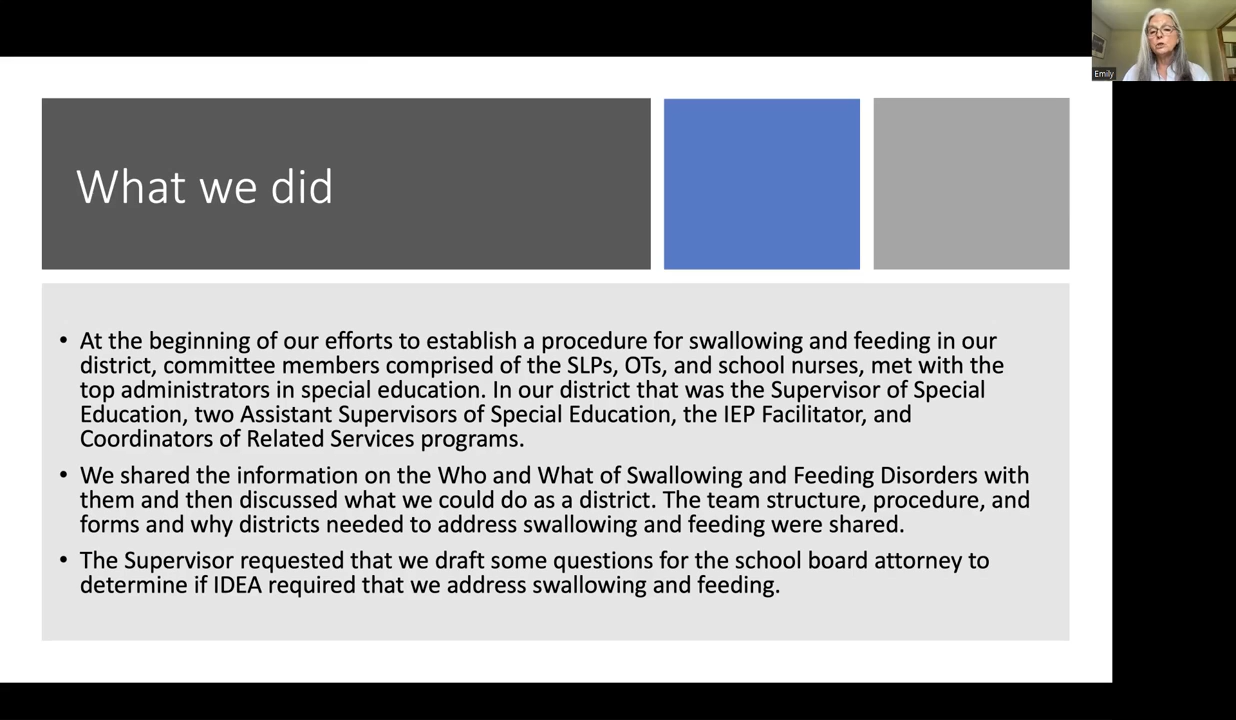 Emily
What we did
• At the beginning of our efforts to establish a procedure for swallowing and feeding in our
district, committee members comprised of the SLPs, OTs, and school nurses, met with the
top administrators in special education. In our district that was the Supervisor of Special
Education, two Assistant Supervisors of Special Education, the IEP Facilitator, and
Coordinators of Related Services programs.
• We shared the information on the Who and What of Swallowing and Feeding Disorders with
them and then discussed what we could do as a district. The team structure, procedure, and
forms and why districts needed to address swallowing and feeding were shared.
• The Supervisor requested that we draft some questions for the school board attorney to
determine if IDEA required that we address swallowing and feeding.